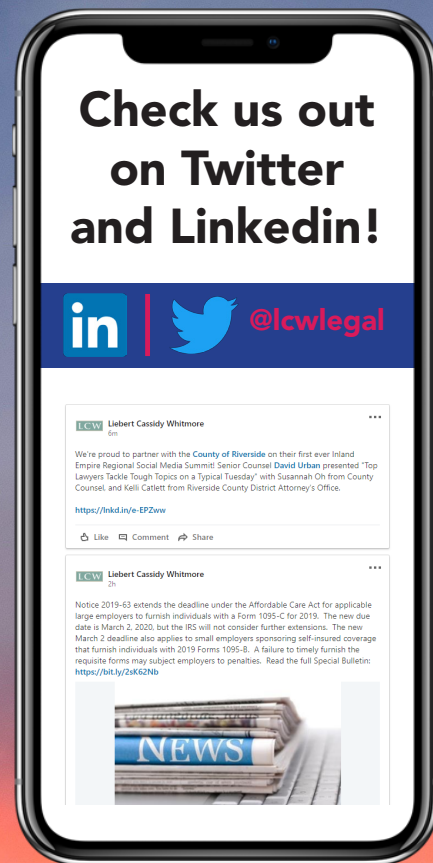 Check us out
on Twitter
and Linkedin!
in
@lcwlegal
LCW Liebert Cassidy Whitmore
6m
We're proud to partner with the County of Riverside on their first ever Inland
Empire Regional Social Media Summit! Senior Counsel David Urban presented "Top
Lawyers Tackle Tough Topics on a Typical Tuesday" with Susannah Oh from County
Counsel, and Kelli Catlett from Riverside County District Attorney's Office.
https://lnkd.in/e-EPZww
Like Comment Share
LCW Liebert Cassidy Whitmore
2h
Notice 2019-63 extends the deadline under the Affordable Care Act for applicable
large employers to furnish individuals with a Form 1095-C for 2019. The new due
date is March 2, 2020, but the IRS will not consider further extensions. The new
March 2 deadline also applies to small employers sponsoring self-insured coverage
that furnish individuals with 2019 Forms 1095-B. A failure to timely furnish the
requisite forms may subject employers to penalties. Read the full Special Bulletin:
https://bit.ly/2sK62Nb
NEWS